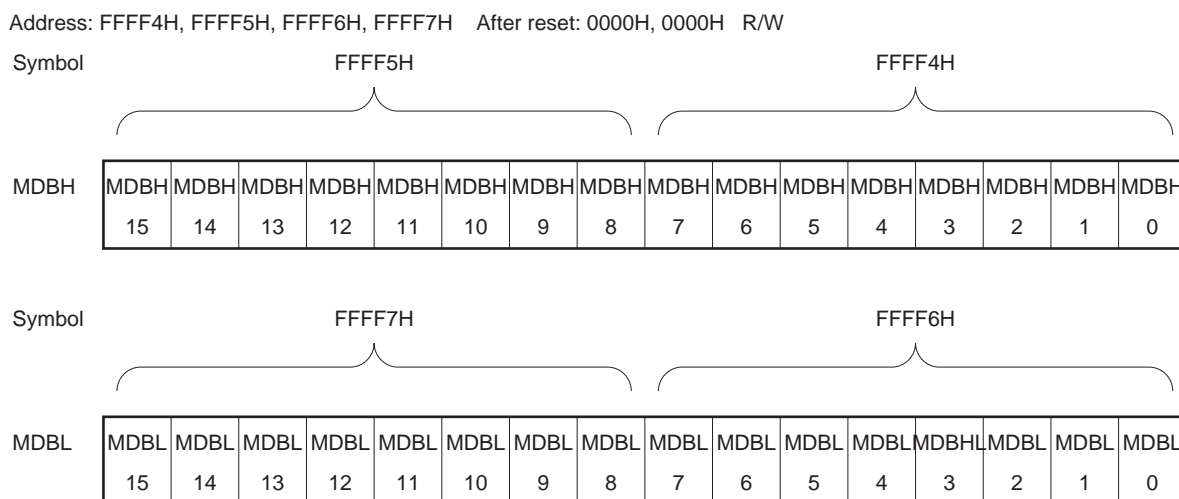 Address: FFFF4H, FFFF5H, FFFF6H, FFFF7H After reset: 0000H, 0000H R/W
Symbol FFFF5H FFFF4H
MDBH MDBH MDBH MDBH MDBH MDBH MDBH MDBH MDBH MDBH MDBH MDBH MDBH MDBH MDBH MDBH MDBH
15 14 13 12 11 10 9 8 7 6 5 4 3 2 1 0
Symbol FFFF7H FFFF6H
MDBL MDBL MDBL MDBL MDBL MDBL MDBL MDBL MDBL MDBL MDBL MDBL MDBL MDBHL MDBL MDBL MDBL
15 14 13 12 11 10 9 8 7 6 5 4 3 2 1 0